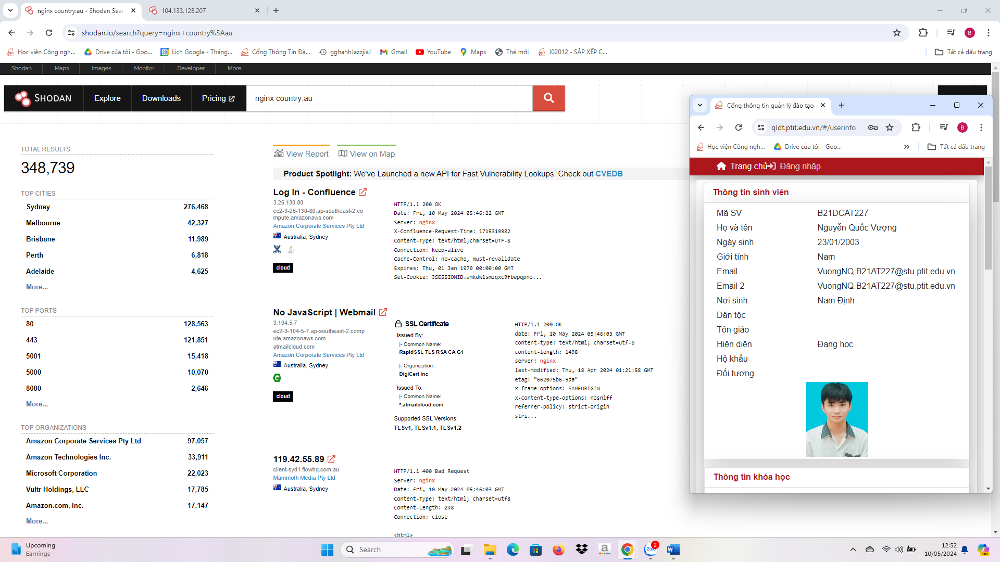 nginx country:au - Shodan Sear
104.133.128.207
shodan.io/search?query=nginx+country%3Aau
B
Học viện Công ngh...
Drive của tôi - Goo...
28
Lịch Google - Tháng...
Cổng Thông Tin Đà...
gghạhhJazzjiaJ
Gmail
YouTube
Maps
Thẻ mới
J02012 - SẮP XẾP C...
Tất cả dấu trang
Shodan
Maps
Images
Monitor
Developer
More...
SHODAN
Explore
Downloads
Pricing
nginx country:au
TOTAL RESULTS
348,739
TOP CITIES
Sydney 276,468
Melbourne 42,327
Brisbane 11,989
Perth 6,818
Adelaide 4,625
More...
TOP PORTS
80 128,563
443 121,851
5001 15,418
5000 10,070
8080 2,646
More...
TOP ORGANIZATIONS
Amazon Corporate Services Pty Ltd 97,057
Amazon Technologies Inc. 33,911
Microsoft Corporation 22,023
Vultr Holdings, LLC 17,785
Amazon.com, Inc. 17,147
More...
View Report
View on Map
Product Spotlight: We've Launched a new API for Fast Vulnerability Lookups. Check out CVEDB
Log In - Confluence
3.26.130.80
ec2-3-26-130-80.ap-southeast-2.co
mpute.amazonaws.com
Amazon Corporate Services Pty Ltd
Australia, Sydney
cloud
HTTP/1.1 200 OK
Date: Fri, 10 May 2024 05:46:22 GMT
Server: nginx
X-Confluence-Request-Time: 1715319982
Content-Type: text/html;charset=UTF-8
Connection: keep-alive
Cache-Control: no-cache, must-revalidate
Expires: Thu, 01 Jan 1970 00:00:00 GMT
Set-Cookie: JSESSIONID=wmkdw1smzqxc9fbepqpno...
No JavaScript | Webmail
3.104.5.7
ec2-3-104-5-7.ap-southeast-2.comp
ute.amazonaws.com
atmailcloud.com
Amazon Corporate Services Pty Ltd
Australia, Sydney
cloud
SSL Certificate
Issued By:
|- Common Name:
RapidSSL TLS RSA CA G1
|- Organization:
DigiCert Inc
Issued To:
|- Common Name:
*.atmailcloud.com
Supported SSL Versions:
TLSv1, TLSv1.1, TLSv1.2
HTTP/1.1 200 OK
date: Fri, 10 May 2024 05:46:03 GMT
content-type: text/html; charset=utf-8
content-length: 1498
server: nginx
last-modified: Thu, 18 Apr 2024 01:21:58 GMT
etag: "662075b6-5da"
x-frame-options: SAMEORIGIN
x-content-type-options: nosniff
referrer-policy: strict-origin
stri...
119.42.55.89
client-syd1.flowhq.com.au
Mammoth Media Pty Ltd
Australia, Sydney
HTTP/1.1 400 Bad Request
Server: nginx
Date: Fri, 10 May 2024 05:46:03 GMT
Content-Type: text/html; charset=utf8
Content-Length: 248
Connection: close
<html>
Cổng thông tin quản lý đào tạo
qldt.ptit.edu.vn/#/userinfo
B
Học viện Công ngh...
Drive của tôi - Goo...
Tất cả dấu trang
Trang chủ
Đăng nhập
Thông tin sinh viên
Mã SV B21DCAT227
Họ và tên Nguyễn Quốc Vượng
Ngày sinh 23/01/2003
Giới tính Nam
Email VuongNQ.B21AT227@stu.ptit.edu.vn
Email 2 VuongNQ.B21AT227@stu.ptit.edu.vn
Nơi sinh Nam Định
Dân tộc
Tôn giáo
Hiện diện Đang học
Hộ khẩu
Đối tượng
Thông tin khóa học
Upcoming
Earnings
Search
Zalo
2
W
12:52
10/05/2024
PRE